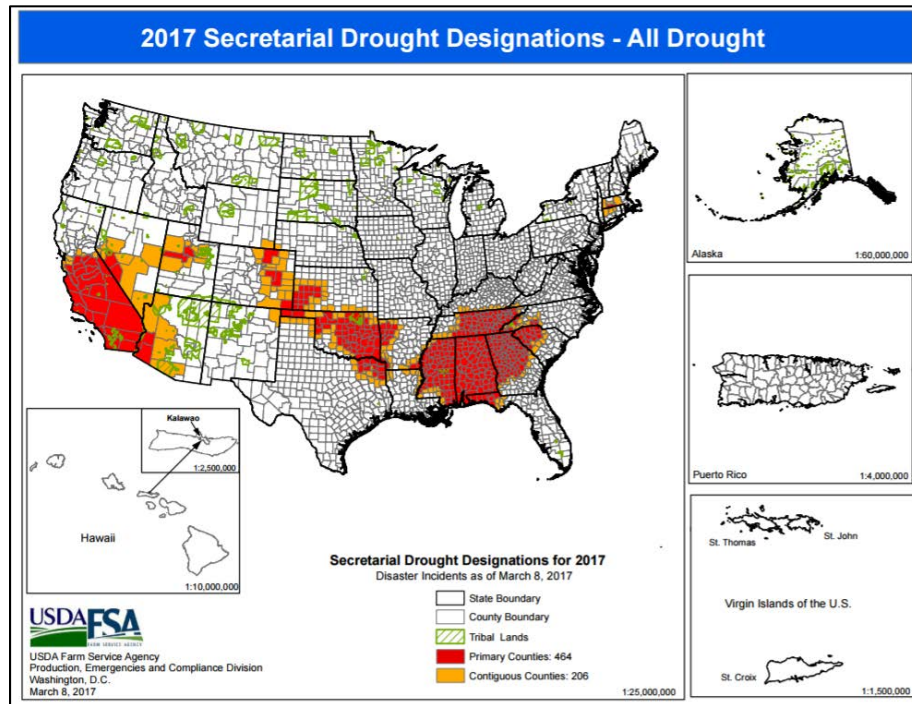 2017 Secretarial Drought Designations - All Drought
Alaska
1:60,000,000
Puerto Rico
1:4,000,000
St. Thomas
St. John
Virgin Islands of the U.S.
St. Croix
1:1,500,000
Kalawao
1:2,500,000
Hawaii
1:10,000,000
Secretarial Drought Designations for 2017
Disaster Incidents as of March 8, 2017
State Boundary
County Boundary
Tribal Lands
Primary Counties: 464
Contiguous Counties: 206
1:25,000,000
USDA FSA
FARM SERVICE AGENCY
USDA Farm Service Agency
Production, Emergencies and Compliance Division
Washington, D.C.
March 8, 2017